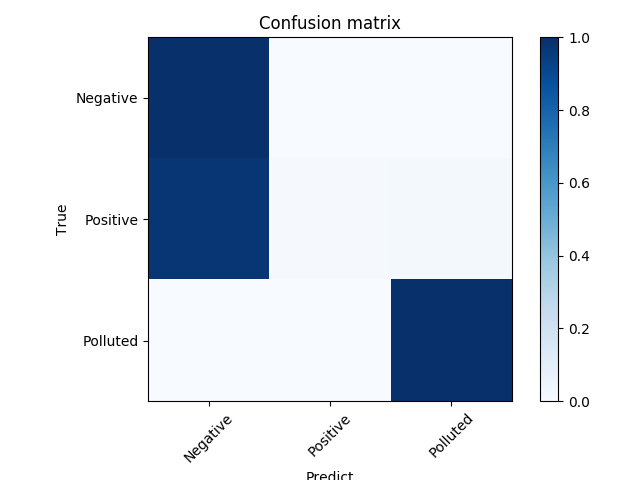 Confusion matrix
True
Negative
Positive
Polluted
Negative
Positive
Polluted
Predict
1.0
0.8
0.6
0.4
0.2
0.0